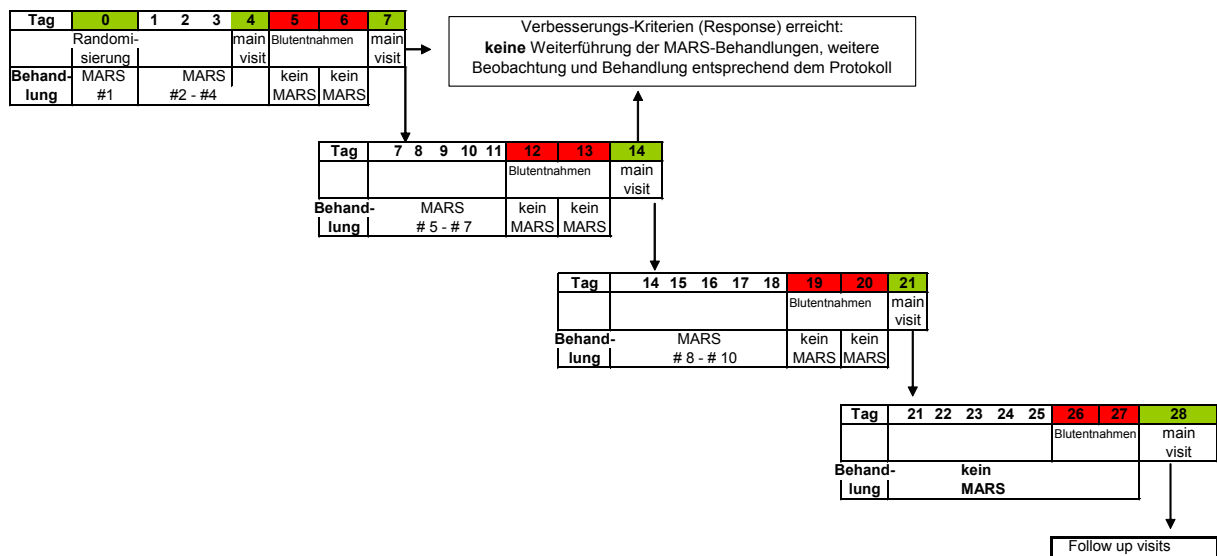 Tag 0 1 2 3 4 5 6 7
Randomi-
sierung
main
visit
Blutentnahmen
main
visit
Behand-
lung
MARS
#1
MARS
#2 - #4
kein
MARS
kein
MARS
Verbesserungs-Kriterien (Response) erreicht:
keine Weiterführung der MARS-Behandlungen, weitere
Beobachtung und Behandlung entsprechend dem Protokoll
Tag 7 8 9 10 11 12 13 14
Blutentnahmen
main
visit
Behand-
lung
MARS
# 5 - # 7
kein
MARS
kein
MARS
Tag 14 15 16 17 18 19 20 21
Blutentnahmen
main
visit
Behand-
lung
MARS
# 8 - # 10
kein
MARS
kein
MARS
Tag 21 22 23 24 25 26 27 28
Blutentnahmen
main
visit
Behand-
lung
kein
MARS
Follow up visits